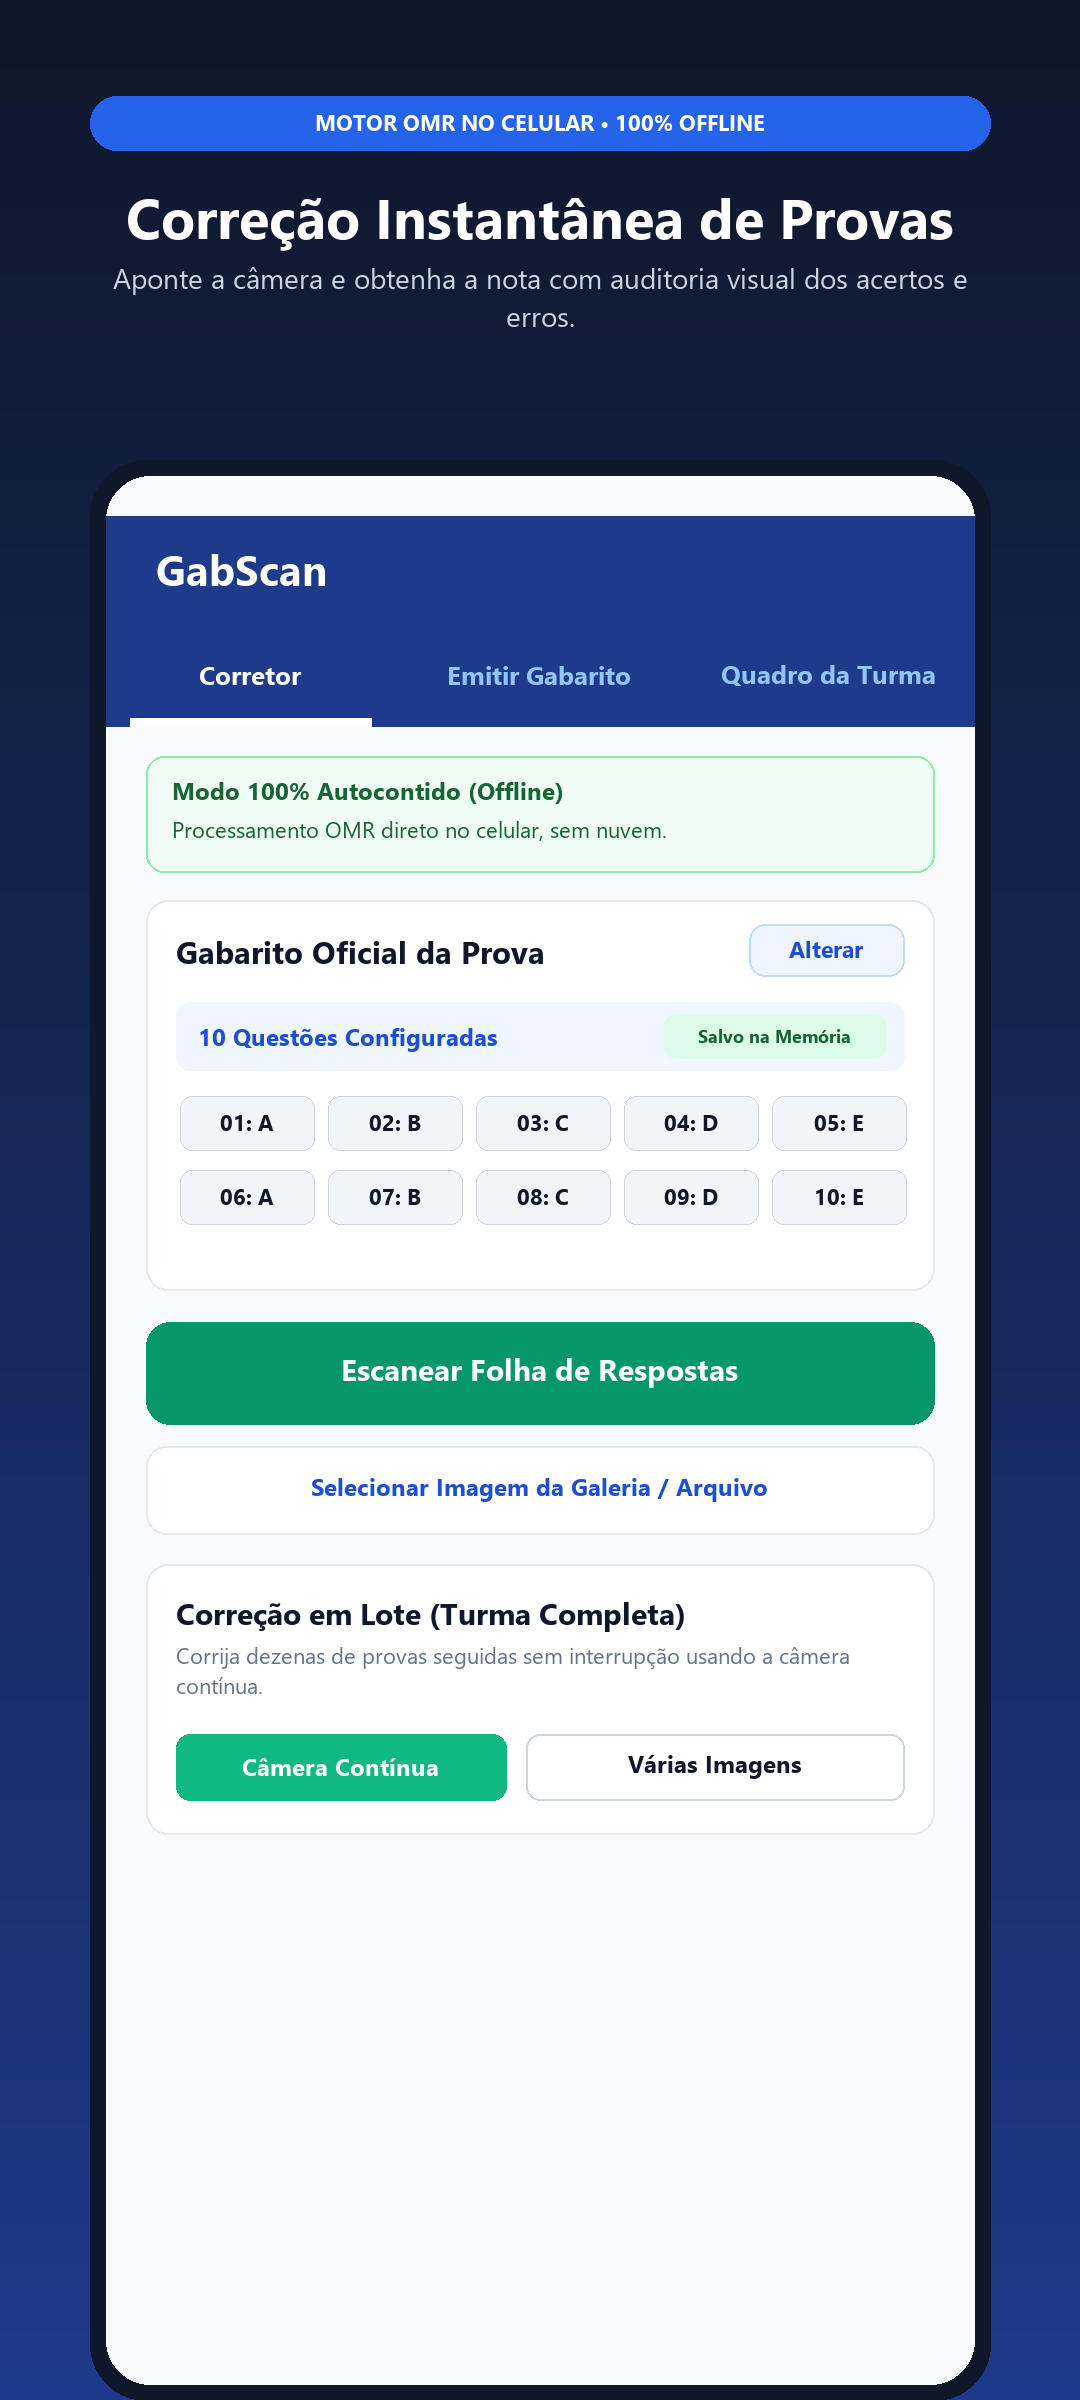 MOTOR OMR NO CELULAR • 100% OFFLINE
Correção Instantânea de Provas
Aponte a câmera e obtenha a nota com auditoria visual dos acertos e
erros.
GabScan
Corretor
Emitir Gabarito
Quadro da Turma
Modo 100% Autocontido (Offline)
Processamento OMR direto no celular, sem nuvem.
Gabarito Oficial da Prova
Alterar
10 Questões Configuradas
Salvo na Memória
01: A
02: B
03: C
04: D
05: E
06: A
07: B
08: C
09: D
10: E
Escanear Folha de Respostas
Selecionar Imagem da Galeria / Arquivo
Correção em Lote (Turma Completa)
Corrija dezenas de provas seguidas sem interrupção usando a câmera
contínua.
Câmera Contínua
Várias Imagens